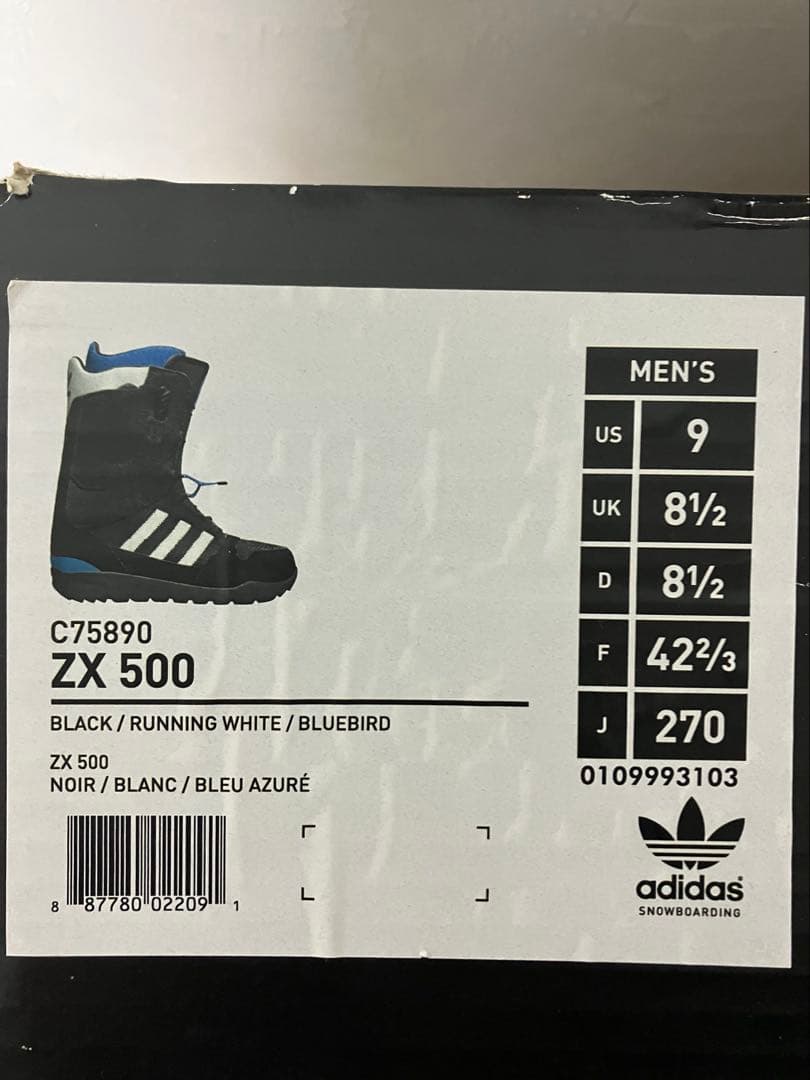 C75890
ZX 500
BLACK / RUNNING WHITE / BLUEBIRD
ZX 500
NOIR / BLANC / BLEU AZURÉ
8 87780 02209 1
MEN'S
US 9
UK 8½
D 8½
F 42⅔
J 270
0109993103
adidas
SNOWBOARDING